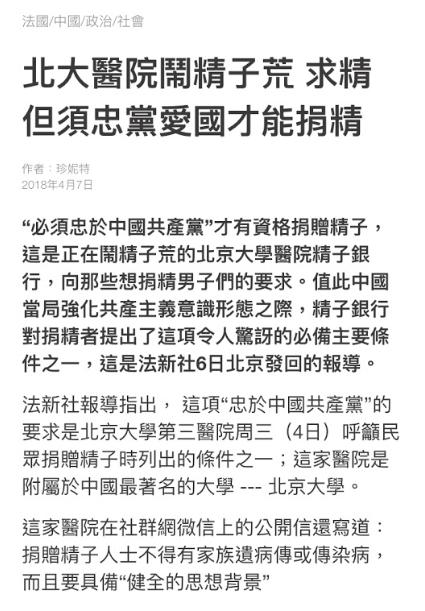 法國/中國/政治/社會
北大醫院鬧精子荒 求精
但須忠黨愛國才能捐精
作者：珍妮特
2018年4月7日
“必須忠於中國共產黨”才有資格捐贈精子，
這是正在鬧精子荒的北京大學醫院精子銀
行，向那些想捐精男子們的要求。值此中國
當局強化共產主義意識形態之際，精子銀行
對捐精者提出了這項令人驚訝的必備主要條
件之一，這是法新社6日北京發回的報導。
法新社報導指出， 這項“忠於中國共產黨”的
要求是北京大學第三醫院周三（4日）呼籲民
眾捐贈精子時列出的條件之一；這家醫院是
附屬於中國最著名的大學 --- 北京大學。
這家醫院在社群網微信上的公開信還寫道：
捐贈精子人士不得有家族遺病傳或傳染病，
而且要具備“健全的思想背景”